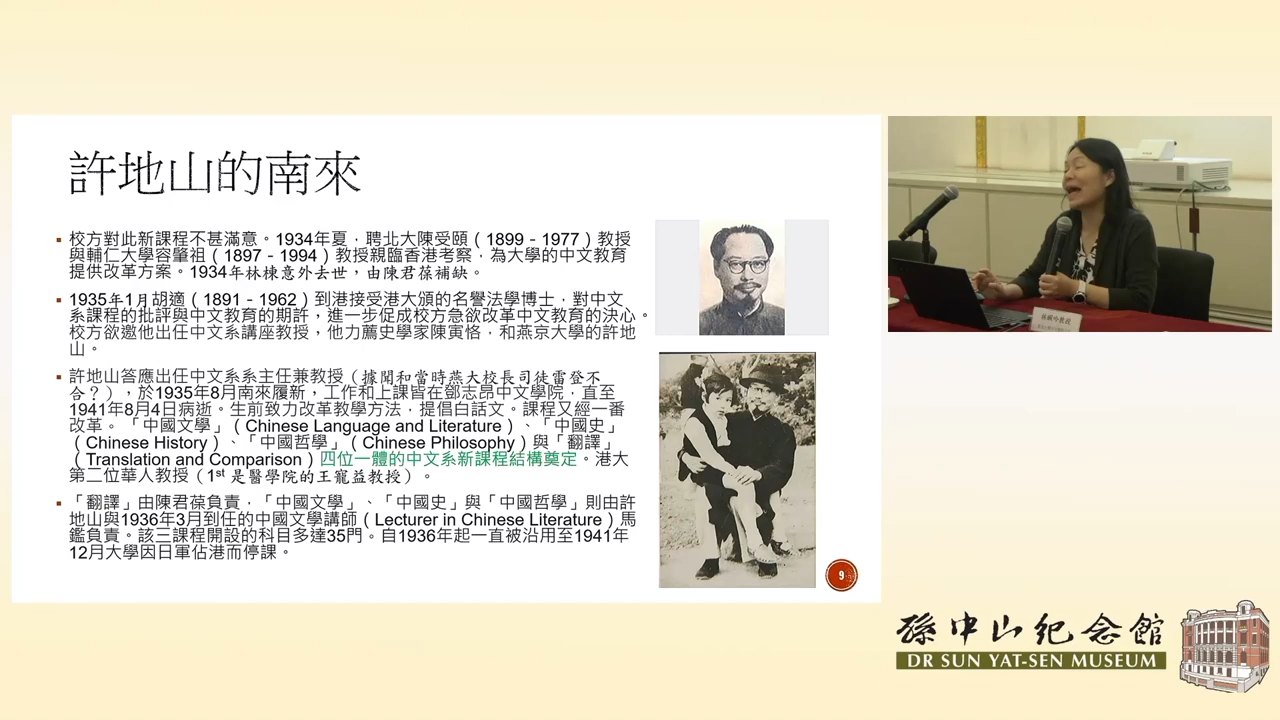 許地山的南來
▪ 校方對此新課程不甚滿意。1934年夏，聘北大陳受頤（1899 - 1977）教授
與輔仁大學容肇祖（1897 - 1994）教授親臨香港考察，為大學的中文教育
提供改革方案。1934年林棟意外去世，由陳君葆補缺。
▪ 1935年1月胡適（1891 - 1962）到港接受港大頒的名譽法學博士，對中文
系課程的批評與中文教育的期許，進一步促成校方急欲改革中文教育的決心。
校方欲邀他出任中文系講座教授，他力薦史學家陳寅恪，和燕京大學的許地
山。
▪ 許地山答應出任中文系系主任兼教授（據聞和當時燕大校長司徒雷登不
合？），於1935年8月南來履新，工作和上課皆在鄧志昂中文學院，直至
1941年8月4日病逝。生前致力改革教學方法，提倡白話文。課程又經一番
改革。「中國文學」（Chinese Language and Literature）、「中國史」
（Chinese History）、「中國哲學」（Chinese Philosophy）與「翻譯」
（Translation and Comparison）四位一體的中文系新課程結構奠定。港大
第二位華人教授（1st 是醫學院的王寵益教授）。
▪ 「翻譯」由陳君葆負責，「中國文學」、「中國史」與「中國哲學」則由許
地山與1936年3月到任的中國文學講師（Lecturer in Chinese Literature）馬
鑑負責。該三課程開設的科目多達35門。自1936年起一直被沿用至1941年
12月大學因日軍佔港而停課。
9
孫中山紀念館
DR SUN YAT-SEN MUSEUM